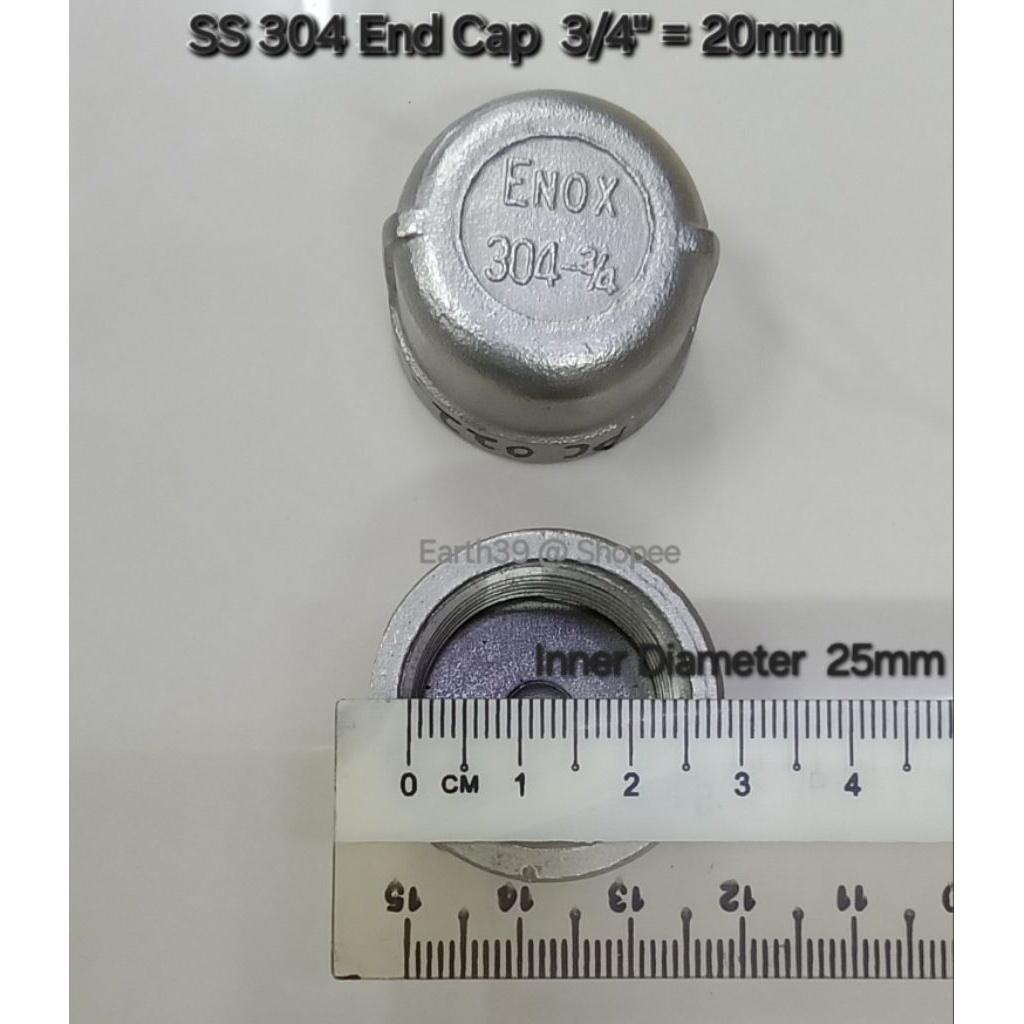 SS 304 End Cap 3/4" = 20mm
ENOX
304-3/4
Earth39 @ Shopee
Inner Diameter 25mm
0 CM 1 2 3 4
15 14 13 12 11